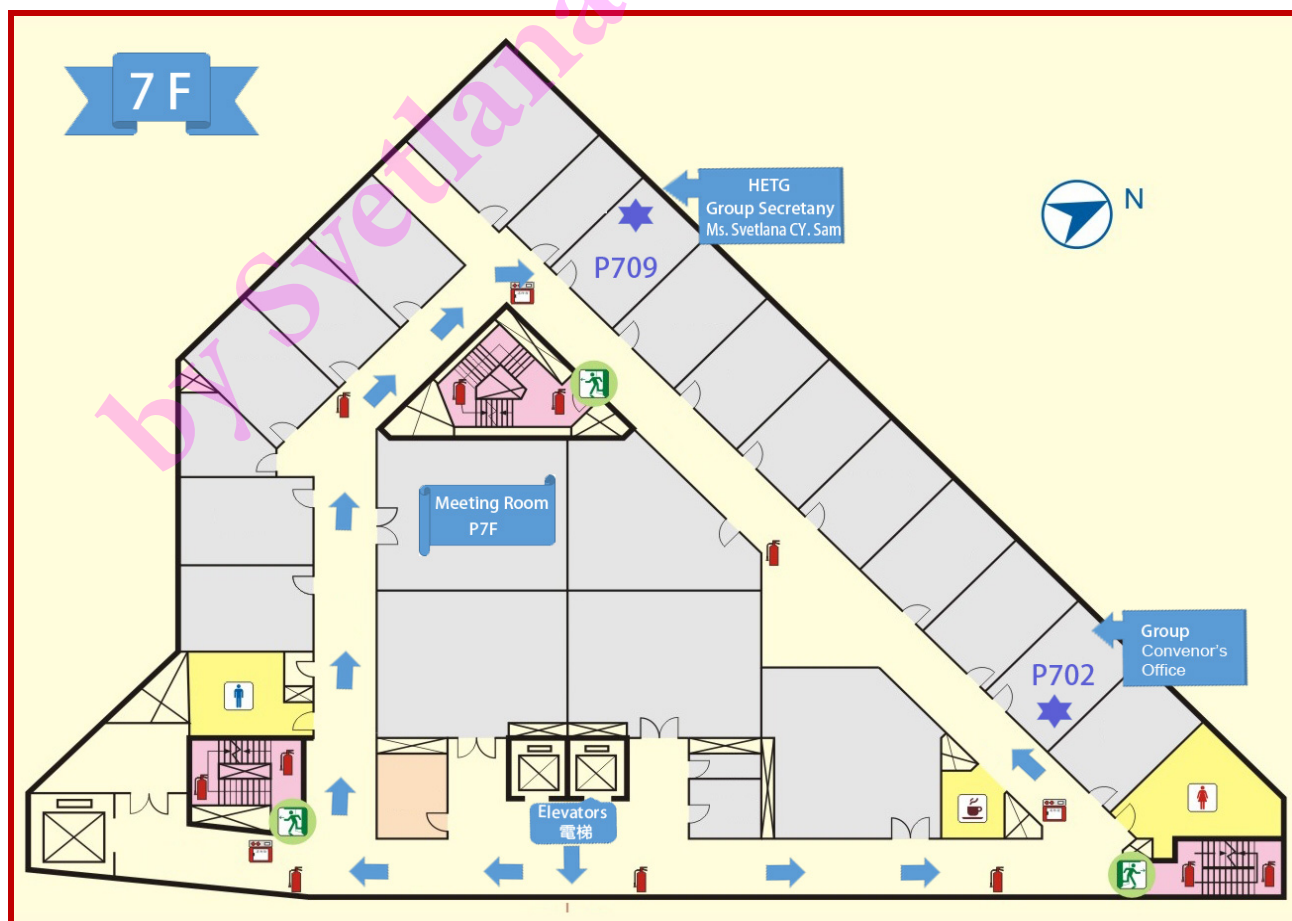 7 F
by Svetlana
HETG
Group Secretany
Ms. Svetlana CY. Sam
N
P709
Meeting Room
P7F
Group
Convenor's
Office
P702
Elevators
電梯